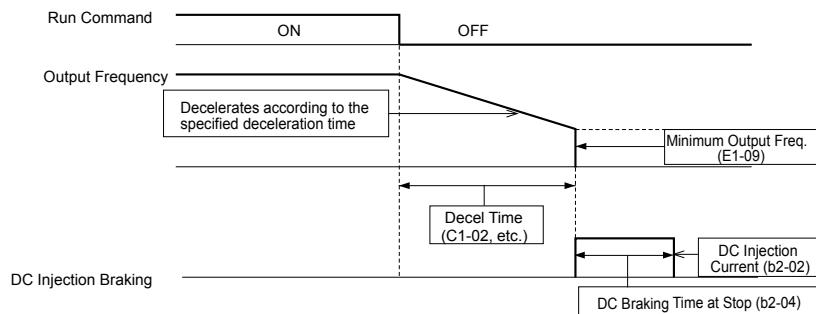 Run Command
ON
OFF
Output Frequency
Decelerates according to the
specified deceleration time
Minimum Output Freq.
(E1-09)
Decel Time
(C1-02, etc.)
DC Injection
Current (b2-02)
DC Injection Braking
DC Braking Time at Stop (b2-04)